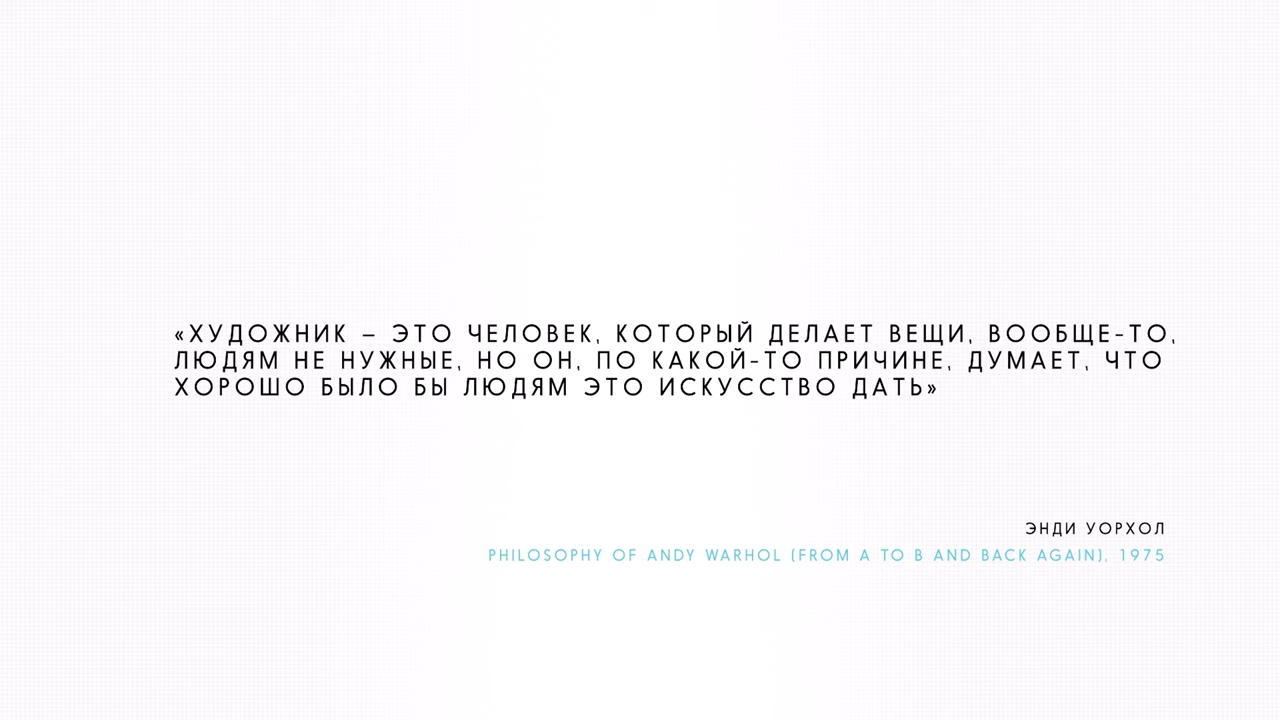 «ХУДОЖНИК – ЭТО ЧЕЛОВЕК, КОТОРЫЙ ДЕЛАЕТ ВЕЩИ, ВООБЩЕ-ТО,
ЛЮДЯМ НЕ НУЖНЫЕ, НО ОН, ПО КАКОЙ-ТО ПРИЧИНЕ, ДУМАЕТ, ЧТО
ХОРОШО БЫЛО БЫ ЛЮДЯМ ЭТО ИСКУССТВО ДАТЬ»
ЭНДИ УОРХОЛ
PHILOSOPHY OF ANDY WARHOL (FROM A TO B AND BACK AGAIN), 1975